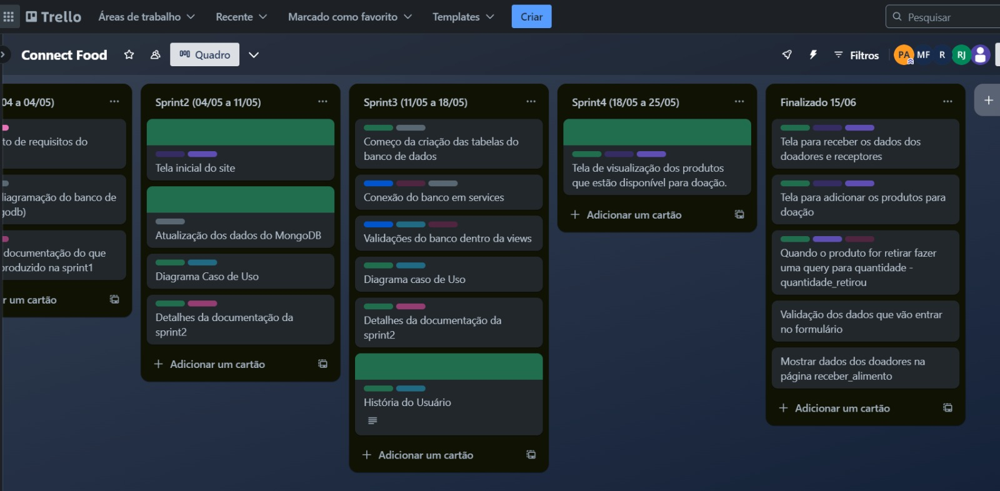 Trello
Áreas de trabalho
Recente
Marcado como favorito
Templates
Criar
Pesquisar
Connect Food
Quadro
Filtros
PA
MF
R
RJ
04 a 04/05)
to de requisitos do
diagramação do banco de
godb)
documentação do que
produzido na sprint1
r um cartão
Sprint2 (04/05 a 11/05)
Tela inicial do site
Atualização dos dados do MongoDB
Diagrama Caso de Uso
Detalhes da documentação da
sprint2
Adicionar um cartão
Sprint3 (11/05 a 18/05)
Começo da criação das tabelas do
banco de dados
Conexão do banco em services
Validações do banco dentro da views
Diagrama caso de Uso
Detalhes da documentação da
sprint2
História do Usuário
Adicionar um cartão
Sprint4 (18/05 a 25/05)
Tela de visualização dos produtos
que estão disponível para doação.
Adicionar um cartão
Finalizado 15/06
Tela para receber os dados dos
doadores e receptores
Tela para adicionar os produtos para
doação
Quando o produto for retirar fazer
uma query para quantidade -
quantidade_retirou
Validação dos dados que vão entrar
no formulário
Mostrar dados dos doadores na
página receber_alimento
Adicionar um cartão